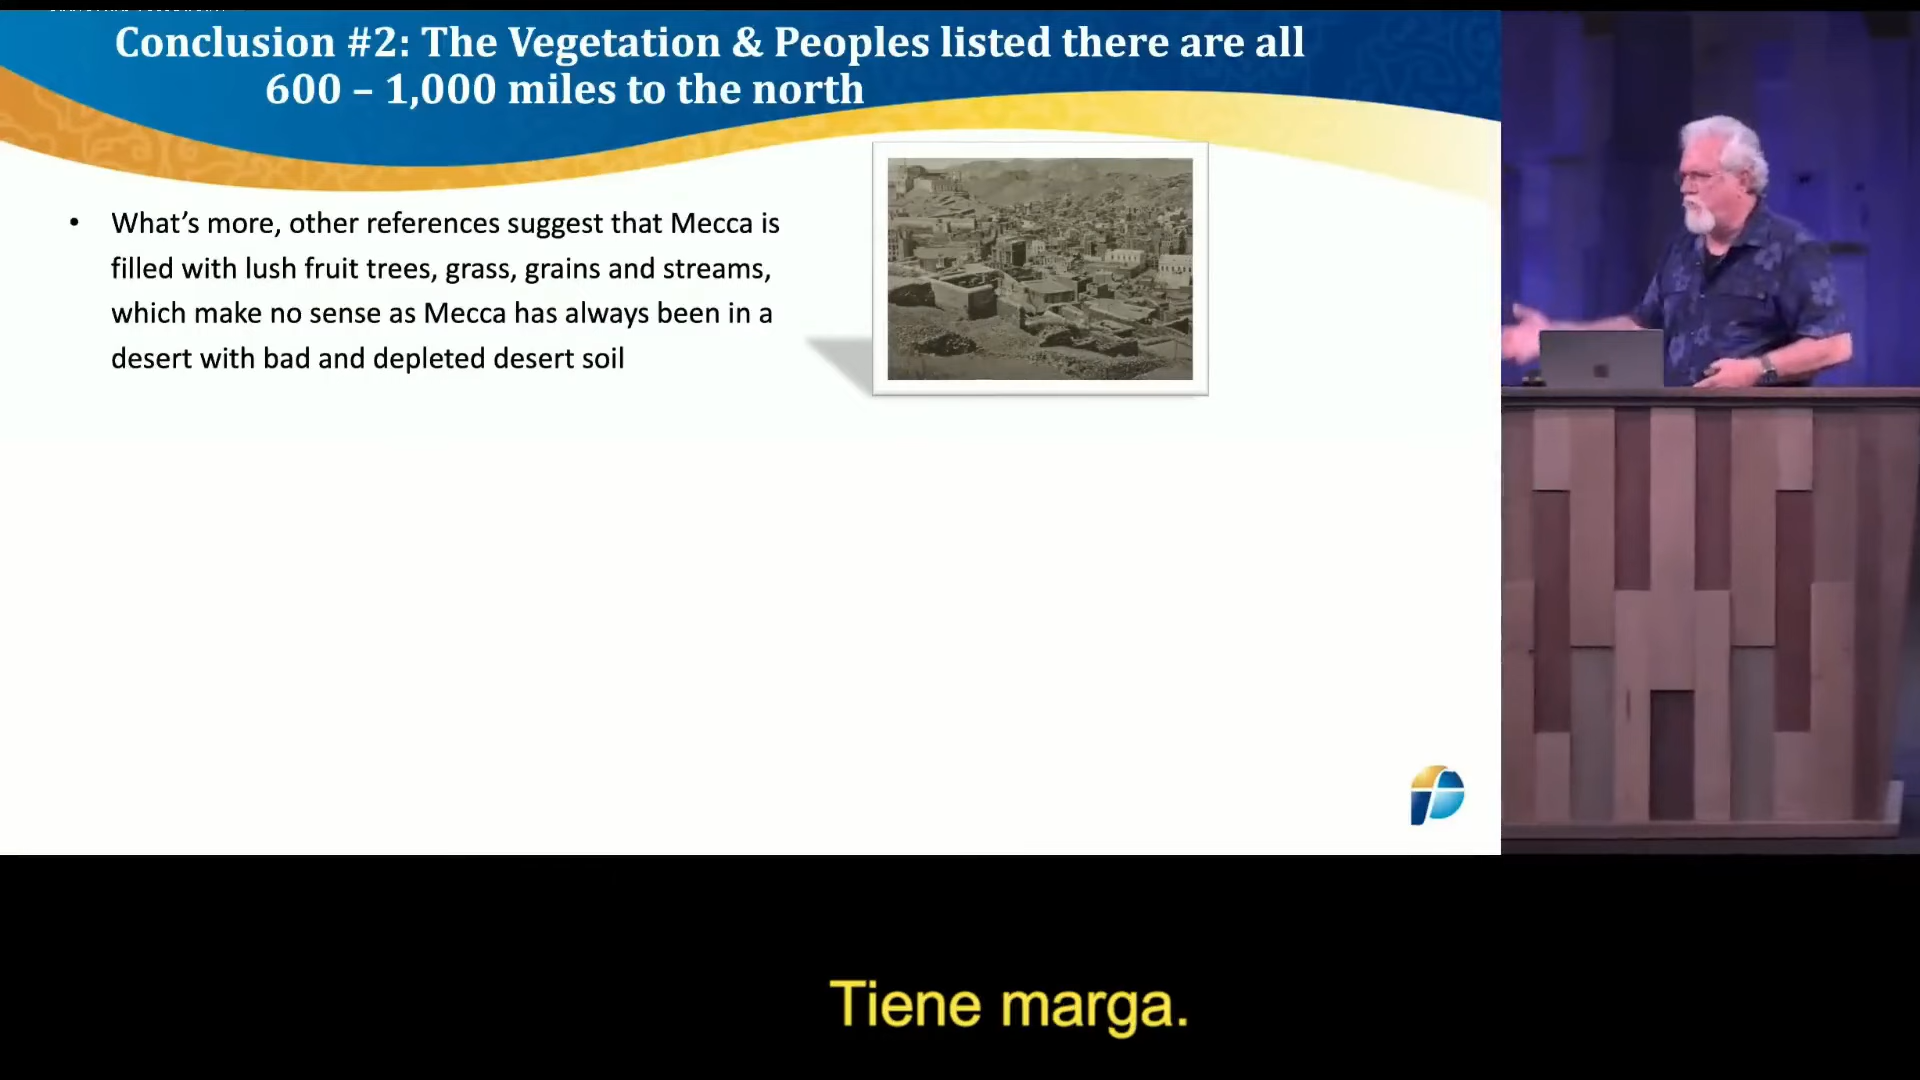 Conclusion #2: The Vegetation & Peoples listed there are all
600 – 1,000 miles to the north
• What’s more, other references suggest that Mecca is
filled with lush fruit trees, grass, grains and streams,
which make no sense as Mecca has always been in a
desert with bad and depleted desert soil
Tiene marga.